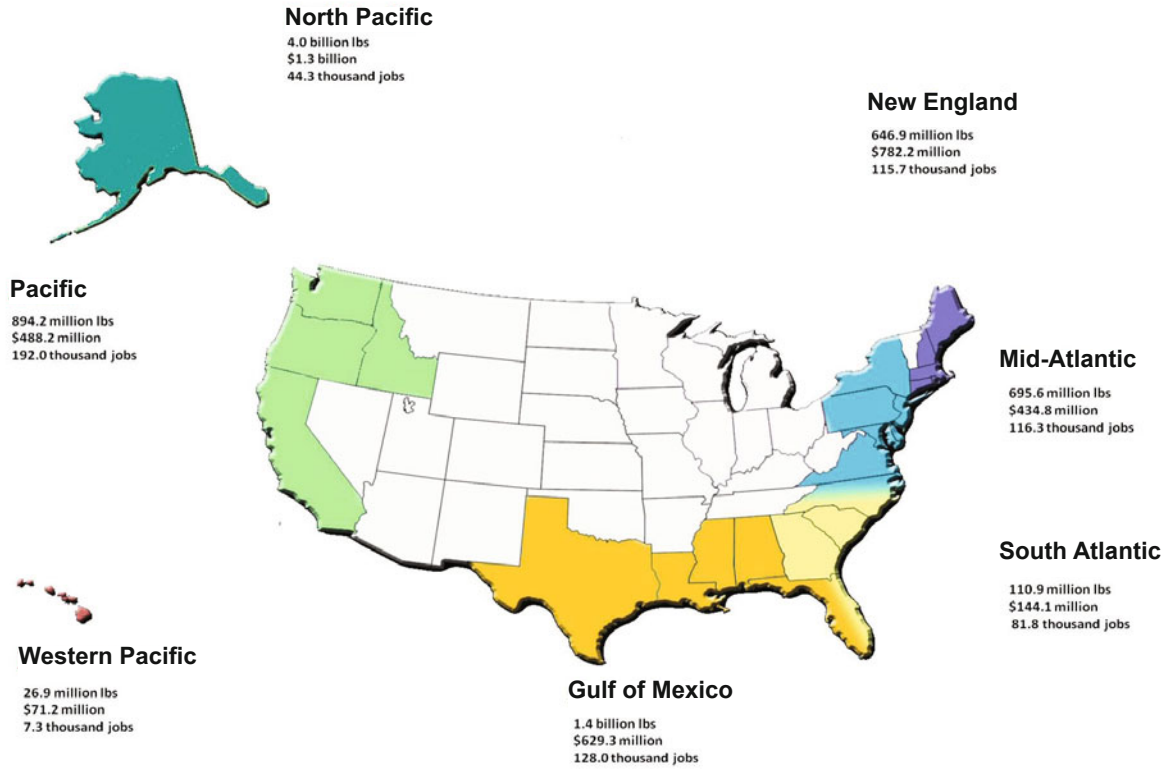 North Pacific
4.0 billion lbs
$1.3 billion
44.3 thousand jobs
New England
646.9 million lbs
$782.2 million
115.7 thousand jobs
Pacific
894.2 million lbs
$488.2 million
192.0 thousand jobs
Mid-Atlantic
695.6 million lbs
$434.8 million
116.3 thousand jobs
South Atlantic
110.9 million lbs
$144.1 million
81.8 thousand jobs
Western Pacific
26.9 million lbs
$71.2 million
7.3 thousand jobs
Gulf of Mexico
1.4 billion lbs
$629.3 million
128.0 thousand jobs